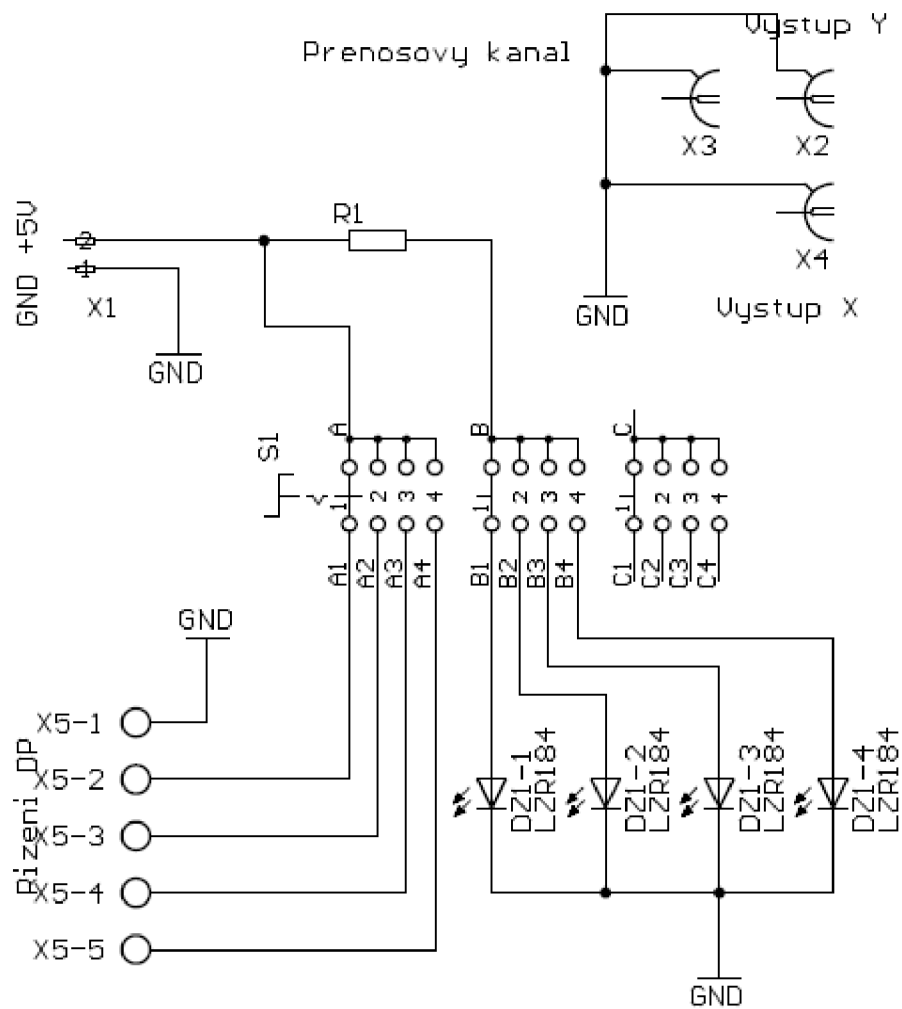 Vystup Y
Prenosovy kanal
X3
X2
R1
+5V
GND
2
1
X1
X4
GND
Vystup X
GND
S1
A
B
C
1
2
3
4
1
2
3
4
1
2
3
4
A1
A2
A3
A4
B1
B2
B3
B4
C1
C2
C3
C4
GND
Rizeni DP
X5-1
X5-2
X5-3
X5-4
X5-5
DZ1-1
LZR184
DZ1-2
LZR184
DZ1-3
LZR184
DZ1-4
LZR184
GND